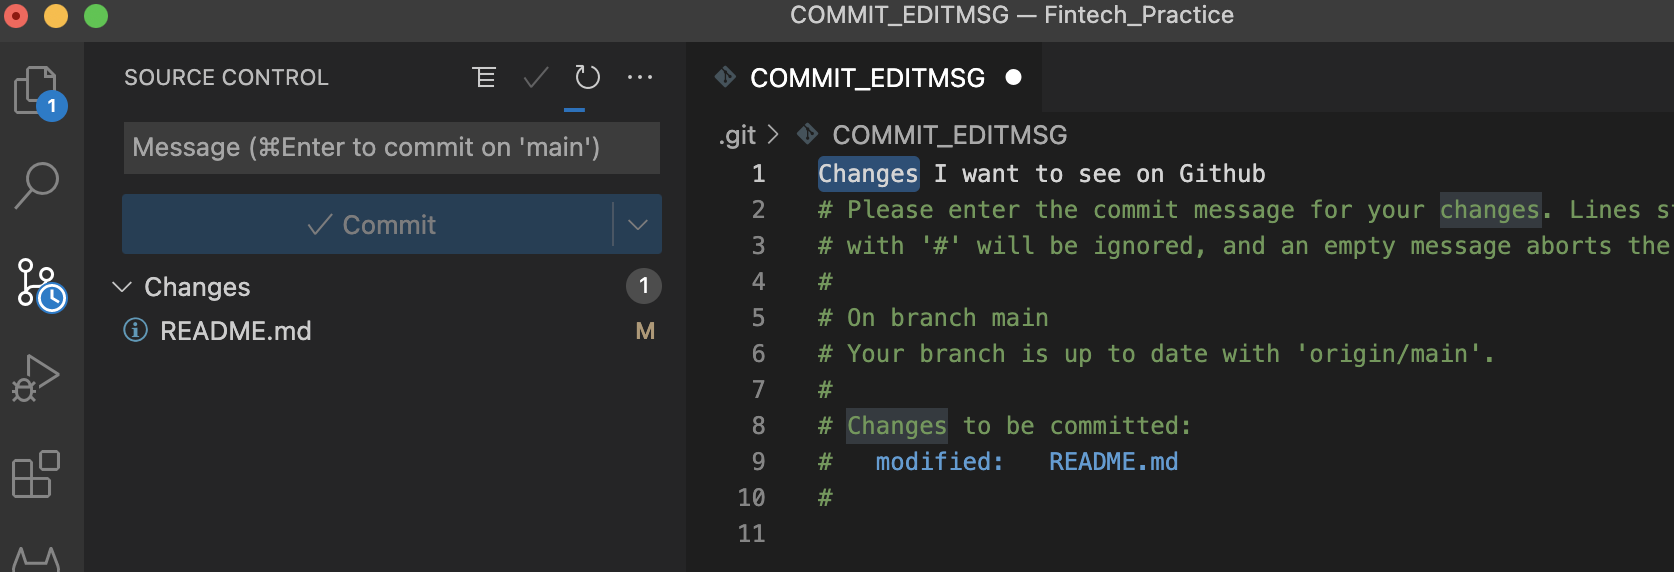 COMMIT_EDITMSG — Fintech_Practice
SOURCE CONTROL
COMMIT_EDITMSG
1
Message (⌘Enter to commit on 'main')
.git > COMMIT_EDITMSG
Commit
Changes 1
README.md M
1 Changes I want to see on Github
2 # Please enter the commit message for your changes. Lines s
3 # with '#' will be ignored, and an empty message aborts the
4 #
5 # On branch main
6 # Your branch is up to date with 'origin/main'.
7 #
8 # Changes to be committed:
9 #   modified:   README.md
10 #
11